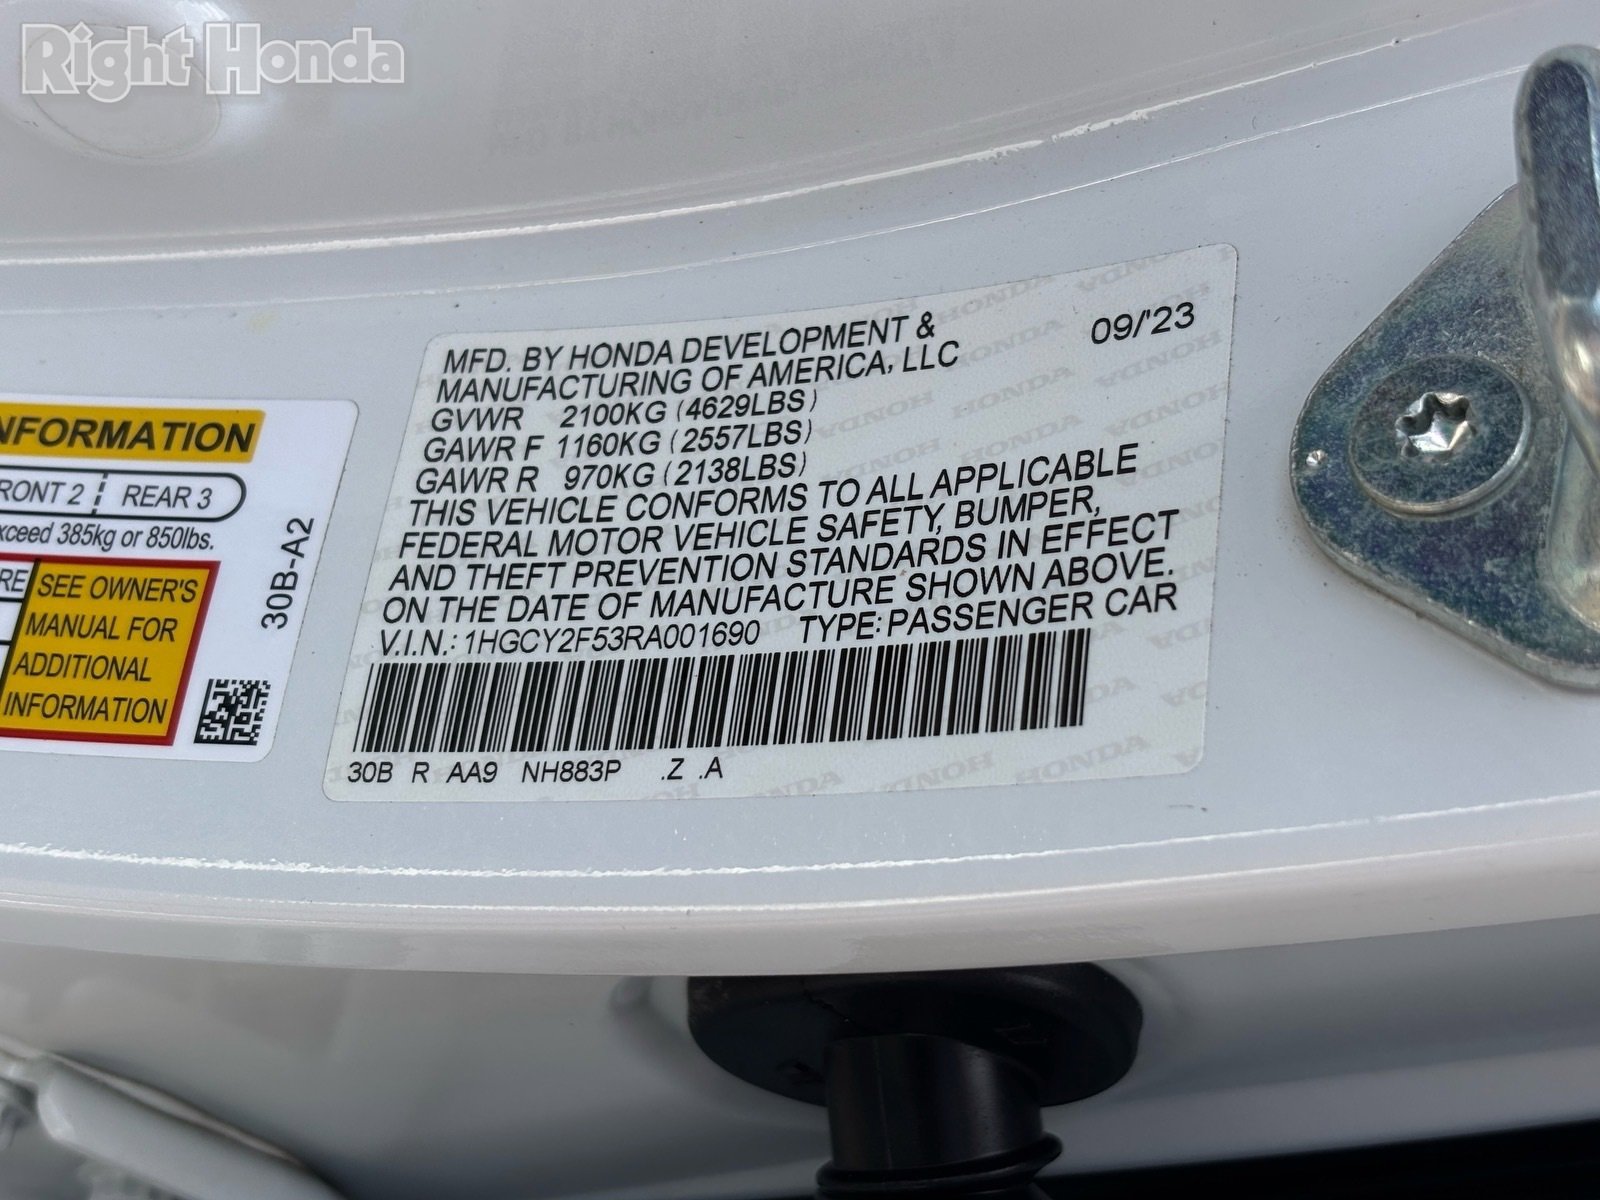 Right Honda
MFD. BY HONDA DEVELOPMENT &
MANUFACTURING OF AMERICA, LLC
09/'23
GVWR 2100KG (4629LBS)
GAWR F 1160KG (2557LBS)
GAWR R 970KG (2138LBS)
THIS VEHICLE CONFORMS TO ALL APPLICABLE
FEDERAL MOTOR VEHICLE SAFETY, BUMPER,
AND THEFT PREVENTION STANDARDS IN EFFECT
ON THE DATE OF MANUFACTURE SHOWN ABOVE.
V.I.N.: 1HGCY2F53RA001690 TYPE: PASSENGER CAR
30B R AA9 NH883P .Z .A
NFORMATION
RONT 2 REAR 3
xceed 385kg or 850lbs.
RE
SEE OWNER'S
MANUAL FOR
ADDITIONAL
INFORMATION
30B-A2